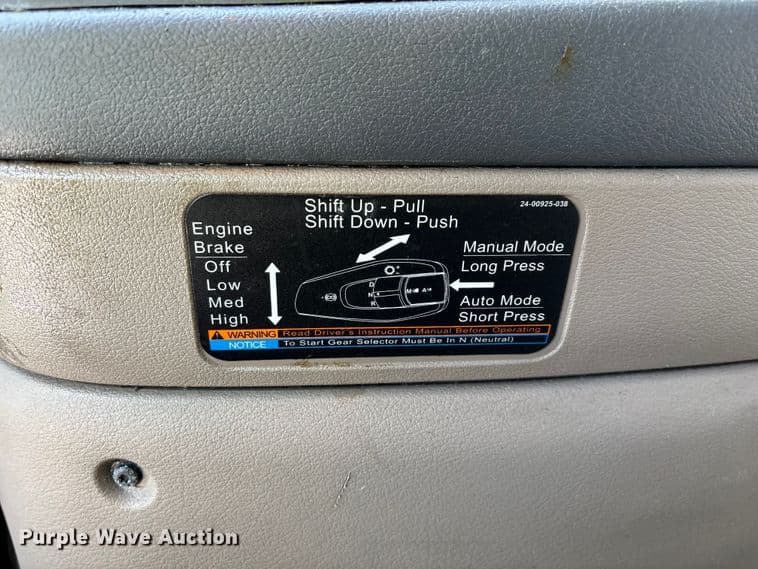 Shift Up - Pull
Shift Down - Push
24-00925-038
Engine
Brake
Off
Low
Med
High
D
N
R
M
A
Manual Mode
Long Press
Auto Mode
Short Press
WARNING Read Driver's Instruction Manual Before Operating
NOTICE To Start Gear Selector Must Be In N (Neutral)
Purple Wave Auction